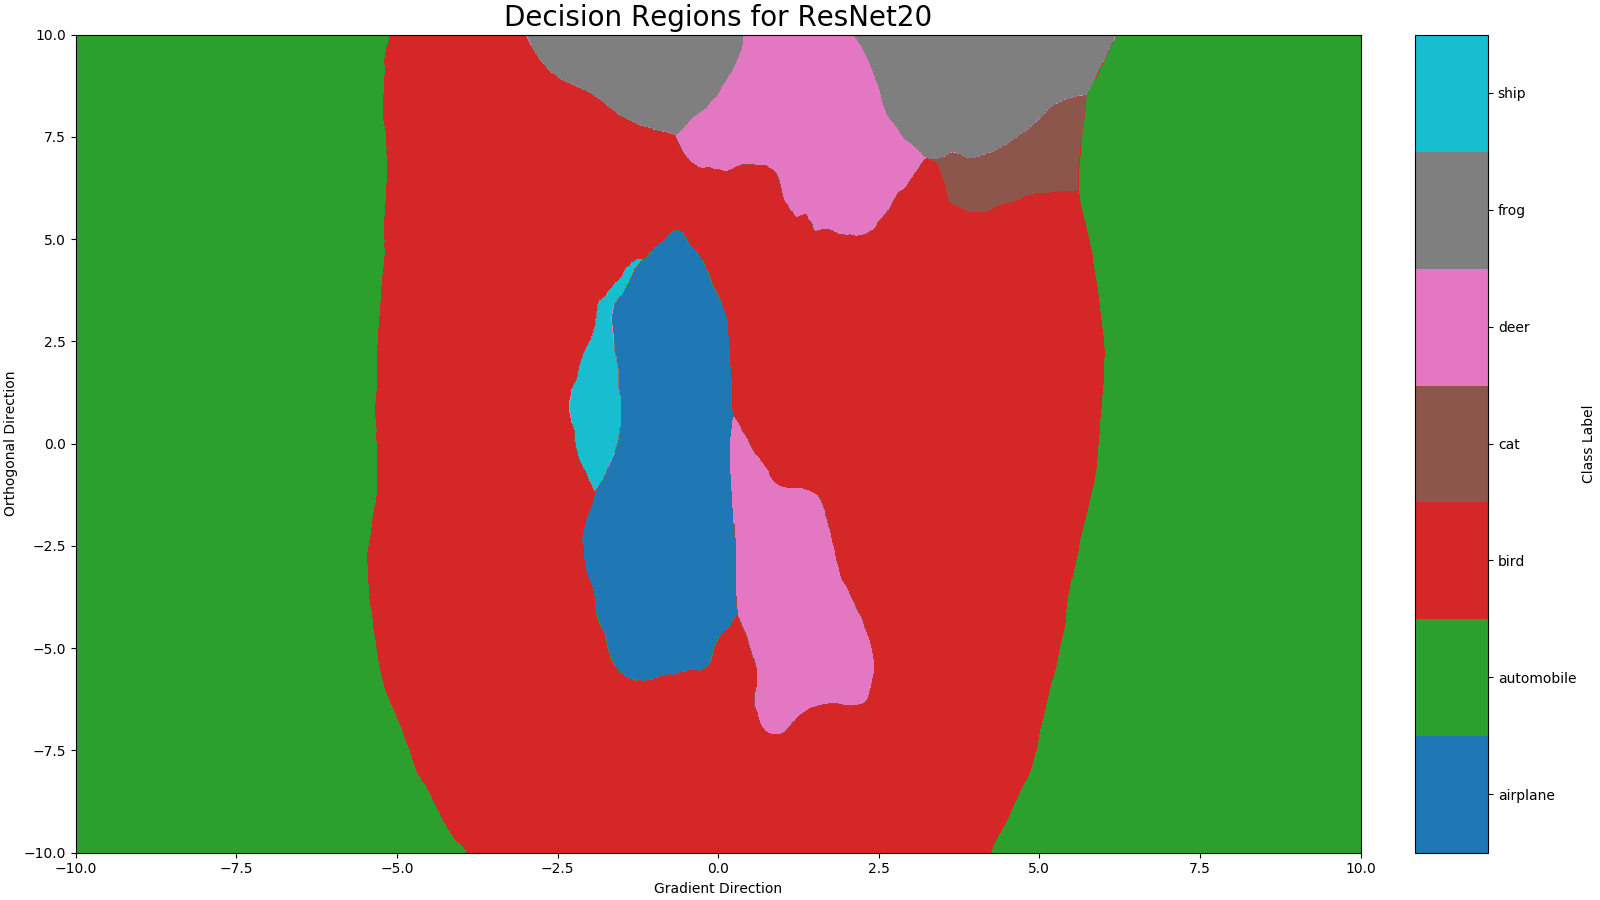 Decision Regions for ResNet20
10.0
7.5
5.0
2.5
0.0
−2.5
−5.0
−7.5
−10.0
Orthogonal Direction
−10.0 −7.5 −5.0 −2.5 0.0 2.5 5.0 7.5 10.0
Gradient Direction
ship
frog
deer
cat
bird
automobile
airplane
Class Label